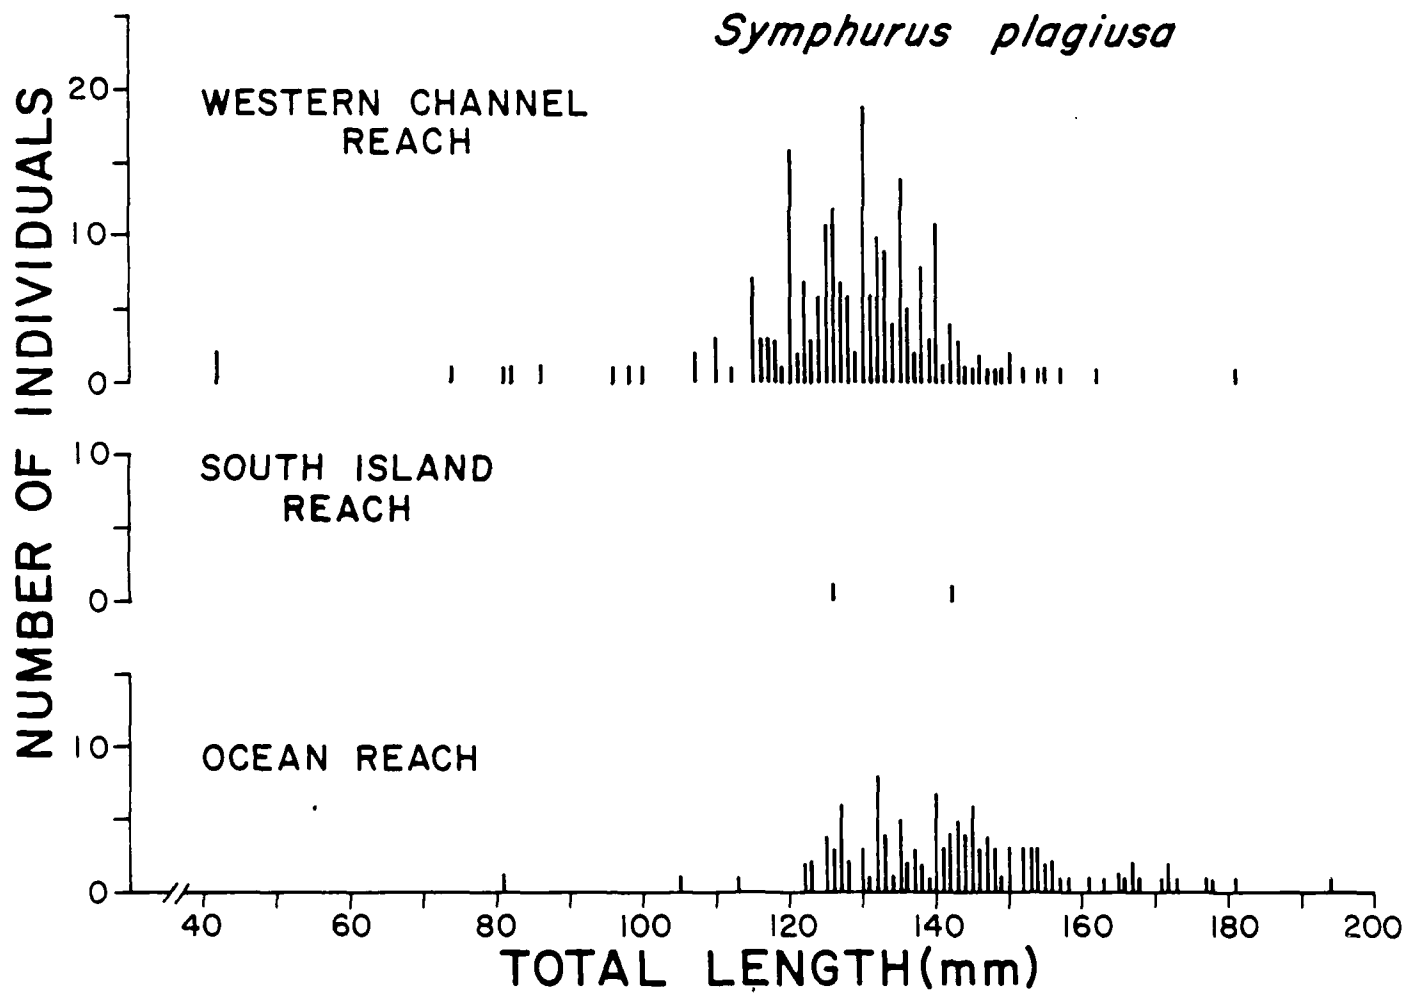 Symphurus plagiusa
NUMBER OF INDIVIDUALS
20
10
0
WESTERN CHANNEL
REACH
10
0
SOUTH ISLAND
REACH
10
0
OCEAN REACH
40 60 80 100 120 140 160 180 200
TOTAL LENGTH(mm)